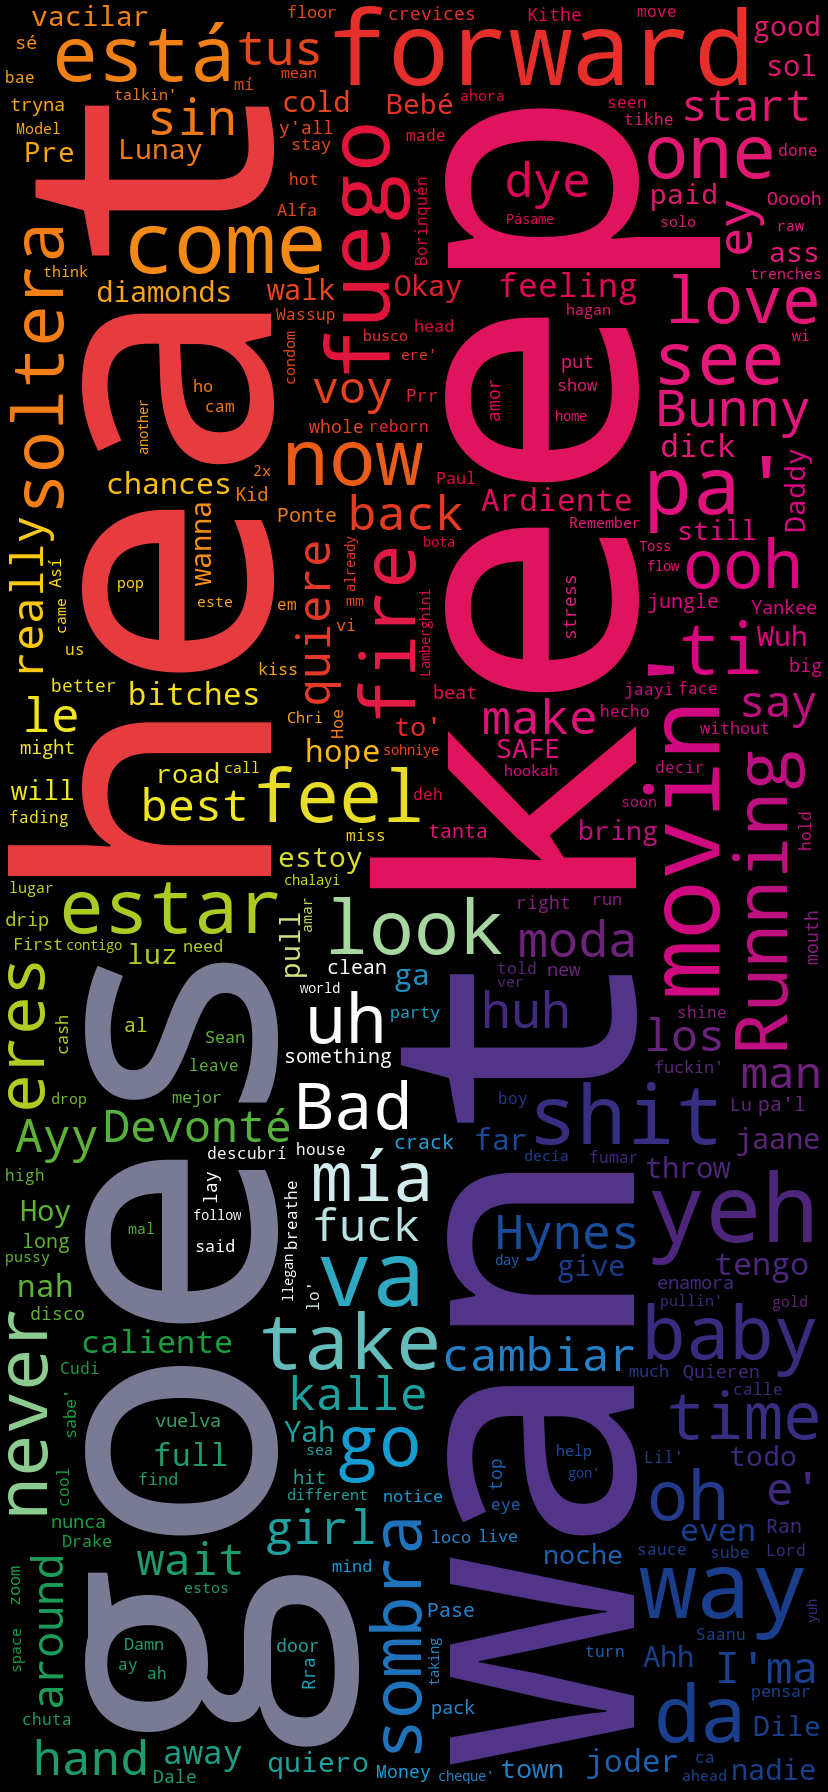 vacilar
floor
crevices
Kithe
move
forward
good
sé
está
tus
sol
bae
mí
mean
talkin'
tryna
Model
sin
cold
Bebé
ahora
seen
start
tikhe
y'all
made
Pre
Lunay
stay
one
done
dye
hot
fuego
Borinquén
paid
Ooooh
Alfa
Pásame
solo
ey
raw
come
ass
think
trenches
heat
keep
soltera
diamonds
walk
Okay
feeling
love
Wassup
hagan
head
busco
condom
ere'
see
wi
put
ho
cam
voy
Prr
amor
show
Bunny
another
whole
reborn
home
dick
now
pa'
Daddy
2x
Paul
chances
Kid
Ardiente
Ponte
back
Remember
still
wanna
bota
Toss
ooh
really
Así
already
flow
pop
quiere
fire
Lamberghini
stress
este
em
mm
jungle
Yankee
came
vi
'ti
Wuh
us
kiss
big
better
bitches
beat
jaayi
face
say
le
Chri
Hoe
to'
make
hecho
without
might
hope
sohniye
SAFE
movin'
road
call
hookah
decir
will
best
feel
deh
soon
Running
hold
fading
miss
tanta
bring
estoy
chalayi
lugar
estar
right
run
drip
amar
look
moda
mouth
First
contigo
luz
need
pull
clean
ga
told
new
ver
eres
world
uh
party
huh
shine
cash
al
Sean
los
something
leave
fuckin'
man
drop
mejor
Bad
boy
shit
Lu
pa'l
Ayy
Devonté
crack
far
jaane
descubrí
house
decía
fumar
high
lay
mía
throw
Hoy
follow
breathe
fuck
yeh
mal
long
said
Hynes
pussy
day
give
tengo
nah
llegan
lo'
va
enamora
disco
pullin'
gold
goes
want
never
caliente
take
cambiar
baby
Cudi
much
Quieren
sabe'
kalle
calle
vuelva
Yah
go
time
full
sea
help
Lil'
todo
find
hit
top
gon'
cool
different
notice
eye
oh
e'
nunca
girl
sombra
loco
live
even
Ran
Drake
wait
mind
noche
sauce
sube
Lord
zoom
around
estos
way
yuh
Pase
Saanu
space
Damn
door
taking
turn
Ahh
I'ma
ay
ah
Rra
pensar
chuta
pack
da
Dile
hand
away
quiero
Money
cheque'
town
joder
ca
ahead
nadie
Dale